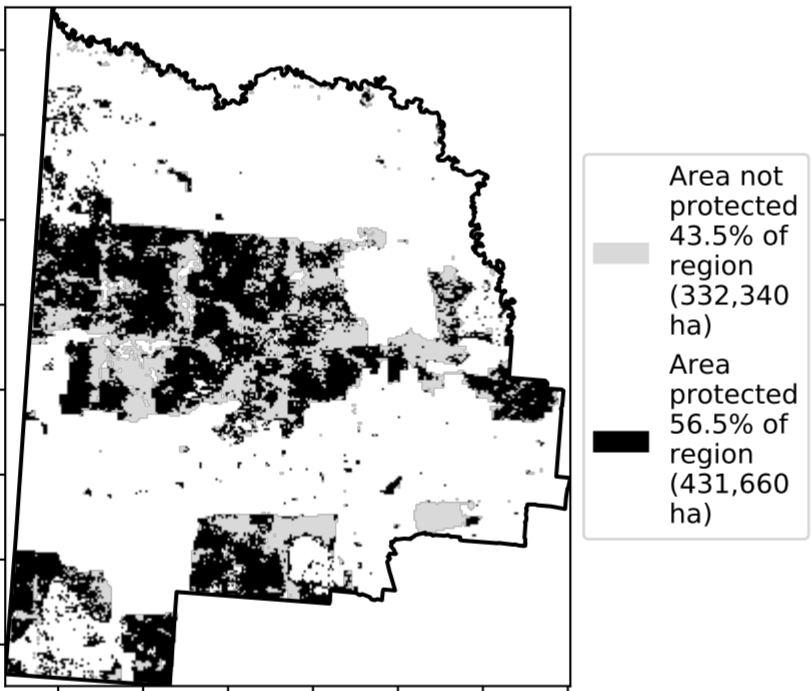 Area not
protected
43.5% of
region
(332,340
ha)
Area
protected
56.5% of
region
(431,660
ha)